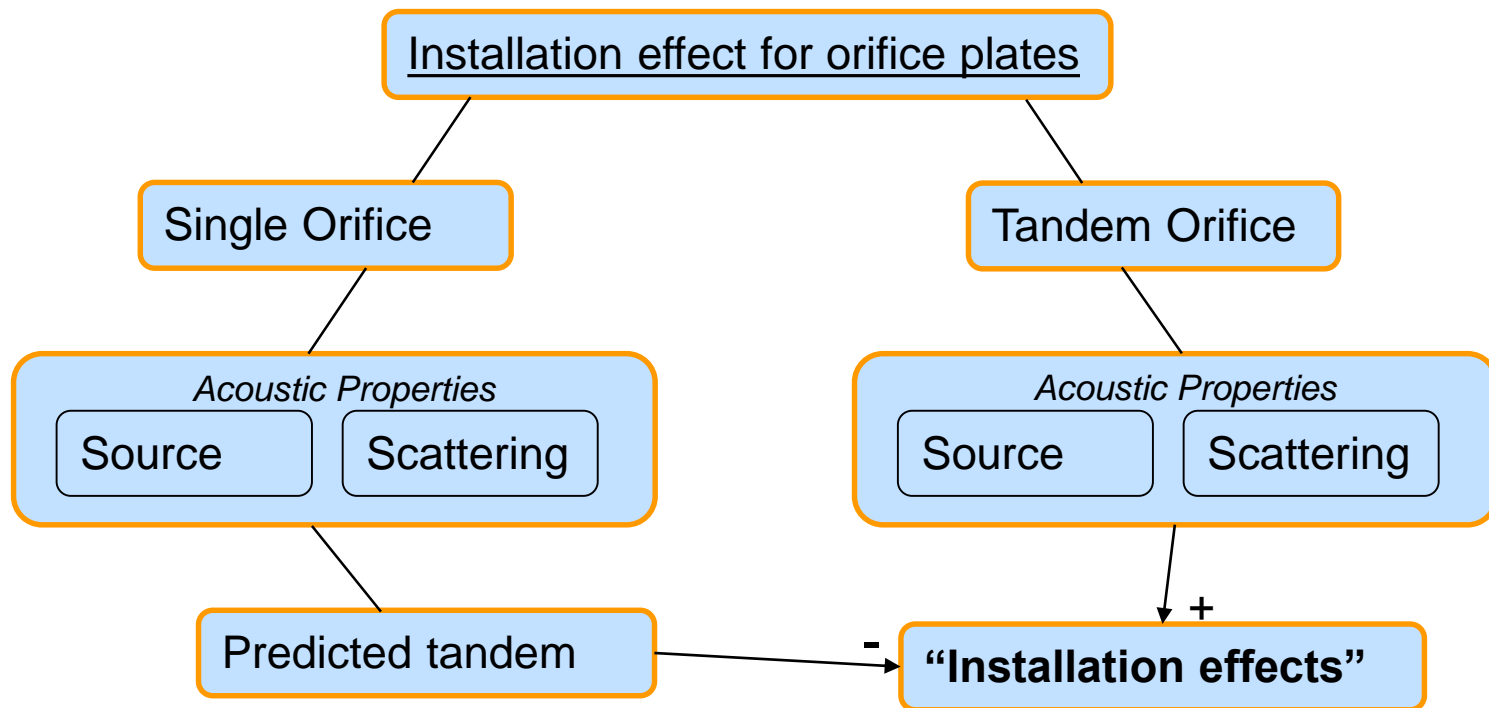 Installation effect for orifice plates
Single Orifice
Tandem Orifice
Acoustic Properties
Source
Scattering
Acoustic Properties
Source
Scattering
Predicted tandem
-
+
“Installation effects”